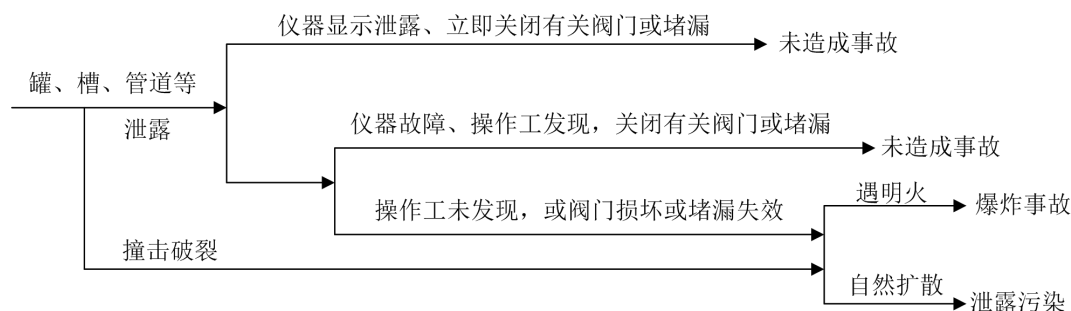 仪器显示泄露、立即关闭有关阀门或堵漏
未造成事故
罐、槽、管道等
泄露
仪器故障、操作工发现，关闭有关阀门或堵漏
未造成事故
遇明火
爆炸事故
操作工未发现，或阀门损坏或堵漏失效
撞击破裂
自然扩散
泄露污染